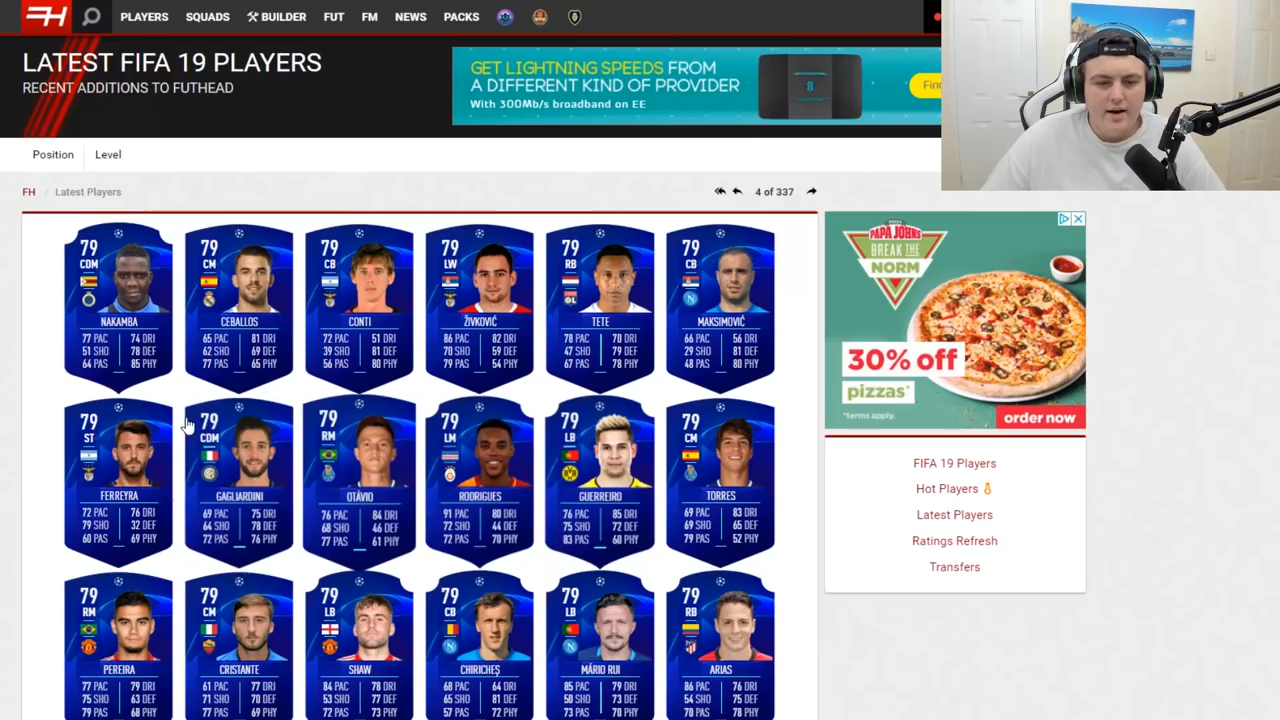 FH PLAYERS SQUADS BUILDER FUT FM NEWS PACKS
LATEST FIFA 19 PLAYERS
RECENT ADDITIONS TO FUTHEAD
GET LIGHTNING SPEEDS FROM
A DIFFERENT KIND OF PROVIDER
With 300Mb/s broadband on EE
8
Position Level
FH / Latest Players
4 of 337
79 CDM NAKAMBA
77 PAC 74 DRI
51 SHO 78 DEF
64 PAS 85 PHY
79 CM CEBALLOS
65 PAC 81 DRI
62 SHO 69 DEF
77 PAS 65 PHY
79 CB CONTI
72 PAC 51 DRI
39 SHO 81 DEF
56 PAS 80 PHY
79 LW ŽIVKOVIĆ
86 PAC 82 DRI
70 SHO 59 DEF
79 PAS 54 PHY
79 RB TETE
78 PAC 70 DRI
47 SHO 79 DEF
67 PAS 78 PHY
79 CB MAKSIMOVIĆ
66 PAC 56 DRI
29 SHO 81 DEF
48 PAS 80 PHY
79 ST FERREYRA
72 PAC 76 DRI
79 SHO 32 DEF
60 PAS 69 PHY
79 CDM GAGLIARDINI
69 PAC 75 DRI
64 SHO 78 DEF
72 PAS 76 PHY
79 RM OTÁVIO
76 PAC 84 DRI
68 SHO 46 DEF
77 PAS 61 PHY
79 LM RODRIGUES
91 PAC 80 DRI
72 SHO 44 DEF
72 PAS 70 PHY
79 LB GUERREIRO
76 PAC 85 DRI
75 SHO 72 DEF
83 PAS 60 PHY
79 CM TORRES
69 PAC 83 DRI
69 SHO 65 DEF
79 PAS 52 PHY
79 RM PEREIRA
77 PAC 79 DRI
75 SHO 63 DEF
79 PAS 68 PHY
79 CM CRISTANTE
61 PAC 77 DRI
71 SHO 70 DEF
77 PAS 69 PHY
79 LB SHAW
84 PAC 78 DRI
53 SHO 77 DEF
72 PAS 73 PHY
79 CB CHIRICHEȘ
68 PAC 64 DRI
65 SHO 81 DEF
57 PAS 72 PHY
79 LB MÁRIO RUI
85 PAC 79 DRI
50 SHO 73 DEF
73 PAS 70 PHY
79 RB ARIAS
86 PAC 76 DRI
54 SHO 75 DEF
70 PAS 78 PHY
PAPA JOHNS
BREAK THE
NORM
30% off
pizzas*
*terms apply.
order now
FIFA 19 Players
Hot Players
Latest Players
Ratings Refresh
Transfers